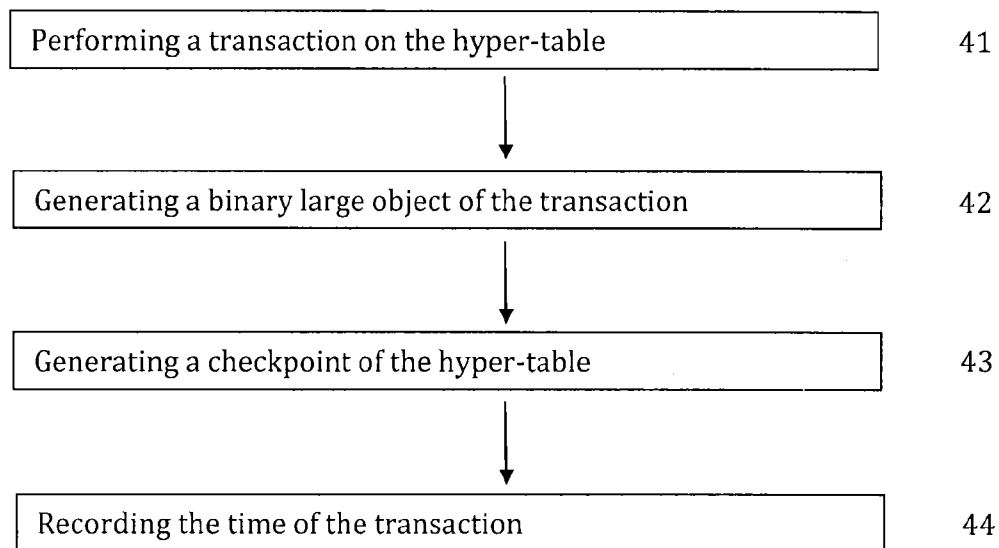 Performing a transaction on the hyper-table 41
Generating a binary large object of the transaction 42
Generating a checkpoint of the hyper-table 43
Recording the time of the transaction 44